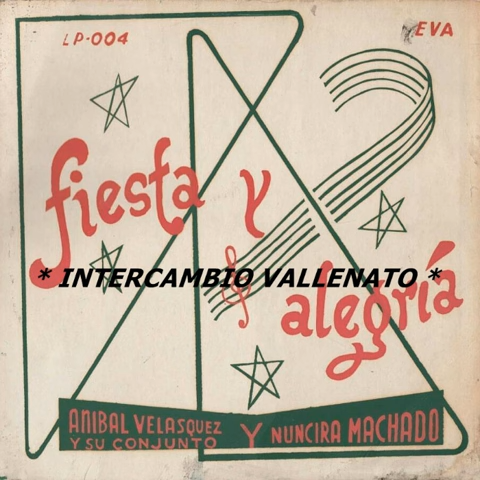 LP-004
EVA
fiesta y
* INTERCAMBIO VALLENATO *
alegría
ANIBAL VELASQUEZ
Y SU CONJUNTO
Y NUNCIRA MACHADO